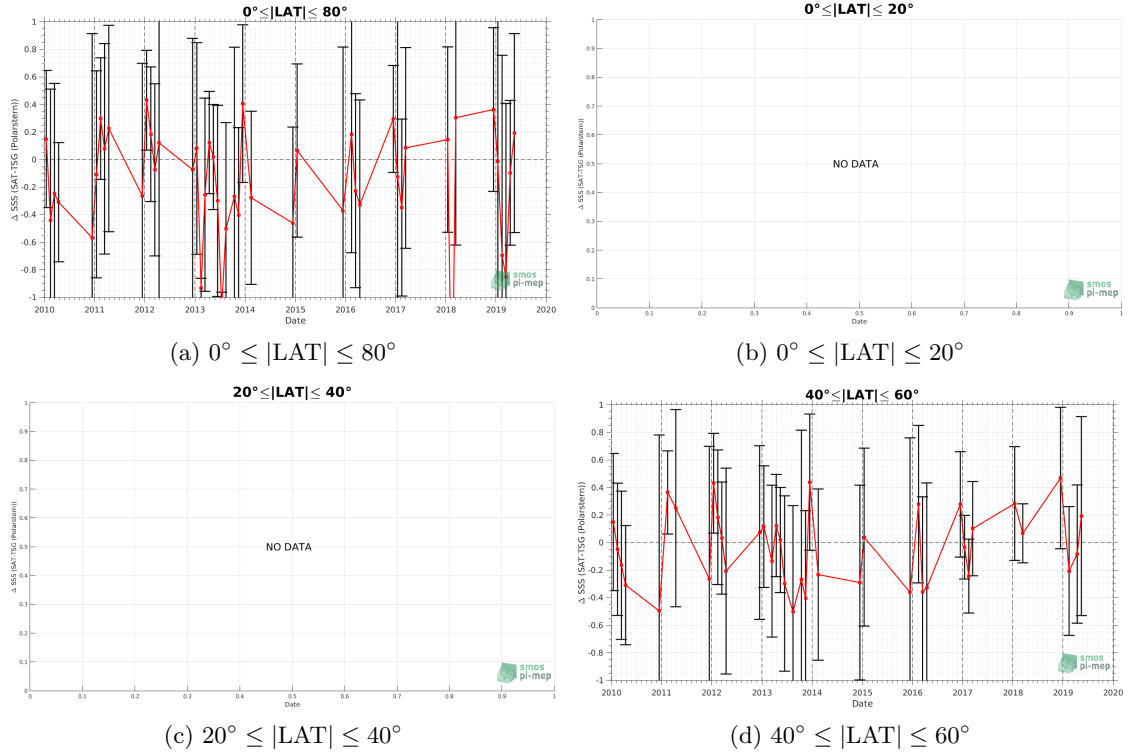 0°≤|LAT|≤ 80°
Δ SSS (SAT-TSG (Polarstern))
1
0.8
0.6
0.4
0.2
0
-0.2
-0.4
-0.6
-0.8
-1
2010 2011 2012 2013 2014 2015 2016 2017 2018 2019 2020
Date
smos
pi-mep
(a) 0° ≤ |LAT| ≤ 80°
0°≤|LAT|≤ 20°
Δ SSS (SAT-TSG (Polarstern))
1
0.9
0.8
0.7
0.6
0.5
0.4
0.3
0.2
0.1
0
NO DATA
0 0.1 0.2 0.3 0.4 0.5 0.6 0.7 0.8 0.9 1
Date
smos
pi-mep
(b) 0° ≤ |LAT| ≤ 20°
20°≤|LAT|≤ 40°
Δ SSS (SAT-TSG (Polarstern))
1
0.9
0.8
0.7
0.6
0.5
0.4
0.3
0.2
0.1
0
NO DATA
0 0.1 0.2 0.3 0.4 0.5 0.6 0.7 0.8 0.9 1
Date
smos
pi-mep
(c) 20° ≤ |LAT| ≤ 40°
40°≤|LAT|≤ 60°
Δ SSS (SAT-TSG (Polarstern))
1
0.8
0.6
0.4
0.2
0
-0.2
-0.4
-0.6
-0.8
-1
2010 2011 2012 2013 2014 2015 2016 2017 2018 2019 2020
Date
smos
pi-mep
(d) 40° ≤ |LAT| ≤ 60°